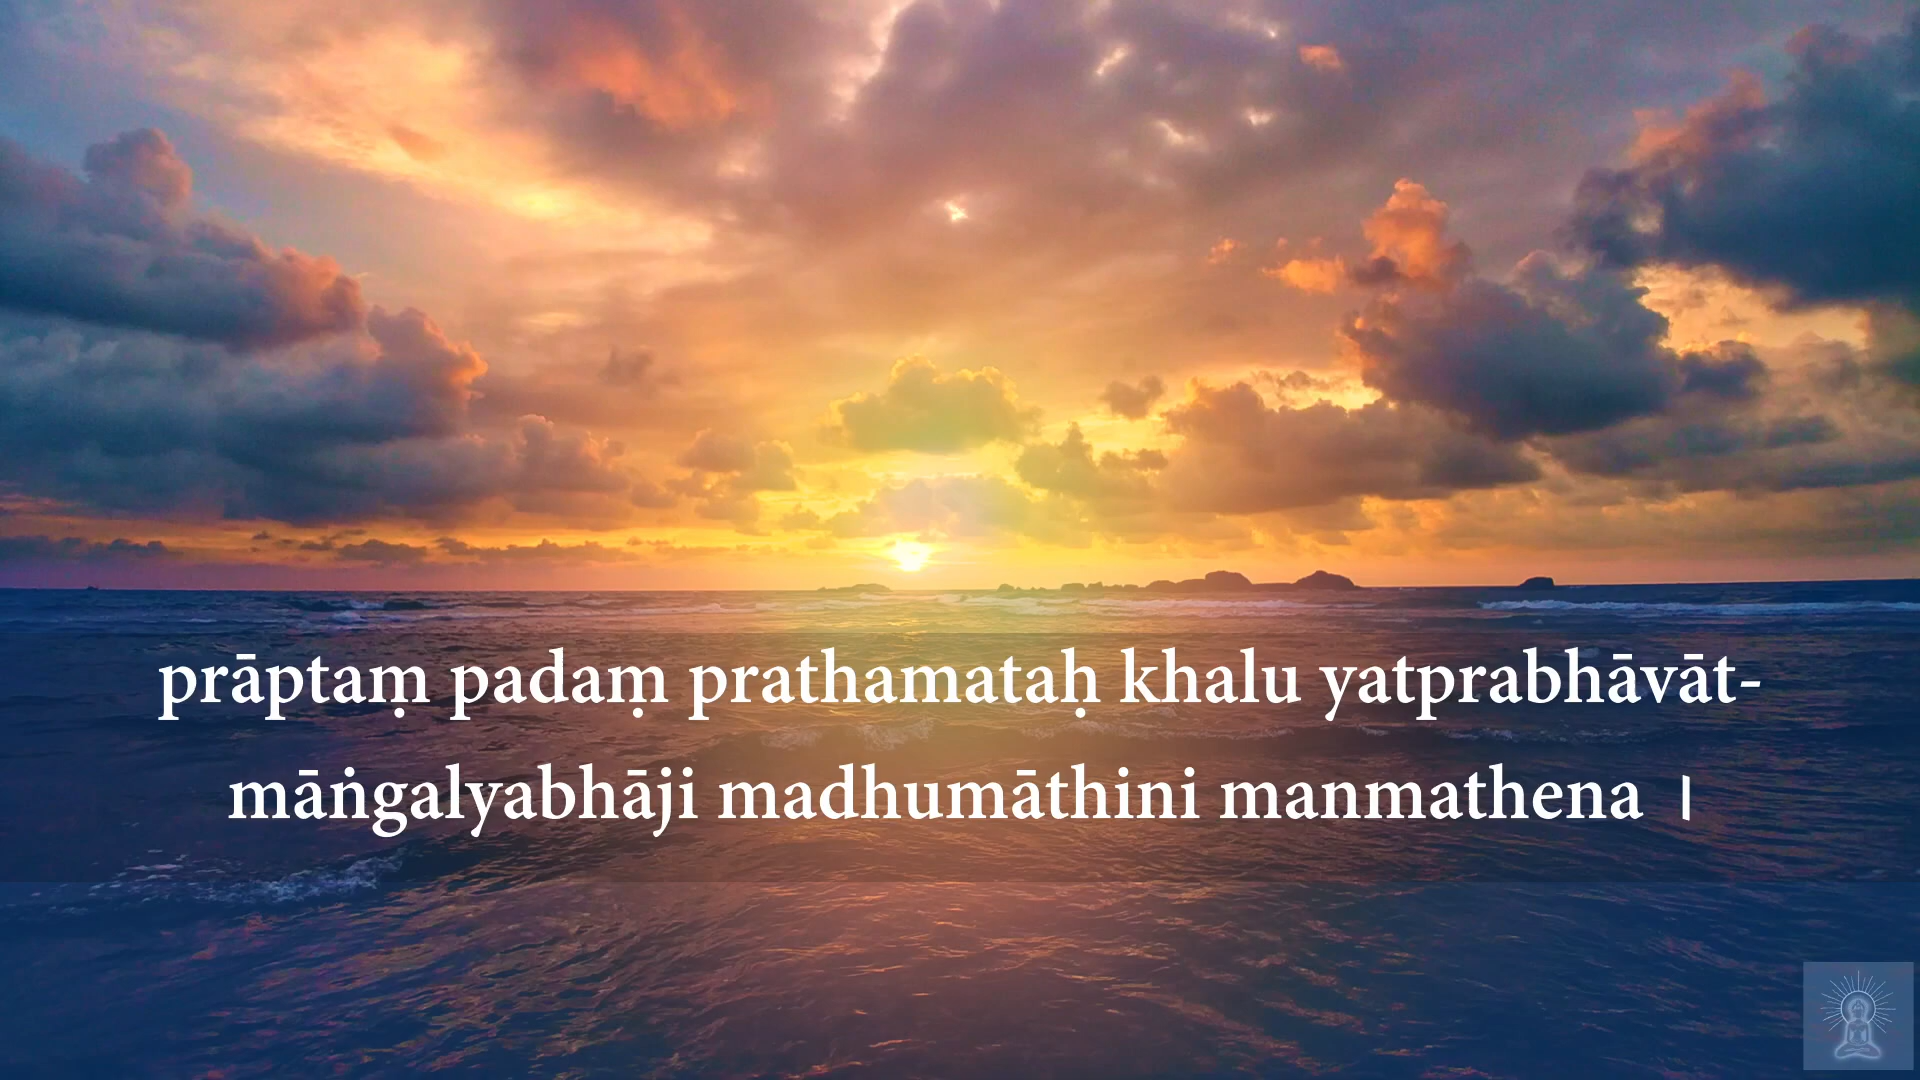 prāptaṃ padaṃ prathamataḥ khalu yatprabhāvāt-
māṅgalyabhāji madhumāthini manmathena ।